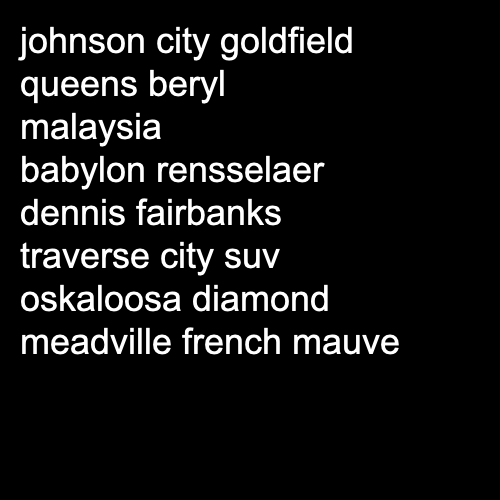 johnson city goldfield
queens beryl
malaysia
babylon rensselaer
dennis fairbanks
traverse city suv
oskaloosa diamond
meadville french mauve